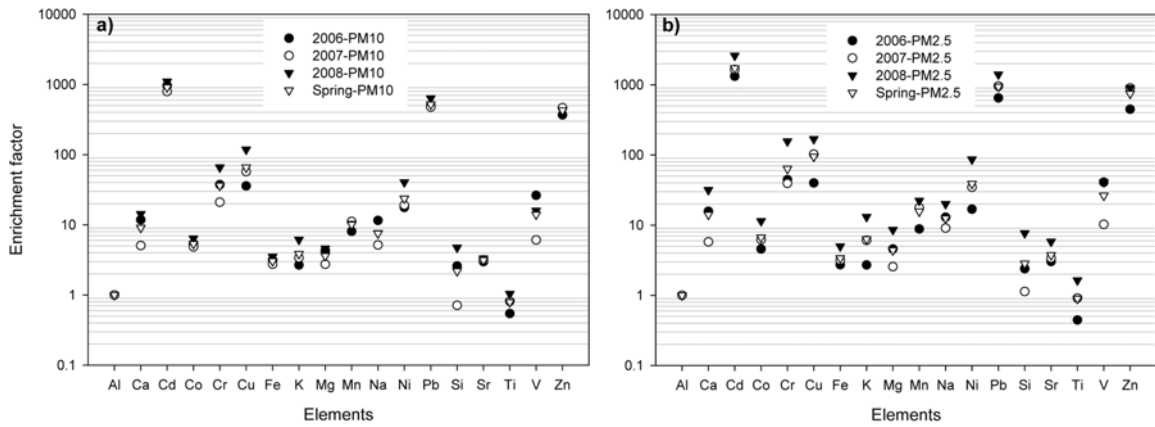 a)
2006-PM10
2007-PM10
2008-PM10
Spring-PM10
10000
1000
100
10
1
0.1
Enrichment factor
Al Ca Cd Co Cr Cu Fe K Mg Mn Na Ni Pb Si Sr Ti V Zn
Elements
b)
2006-PM2.5
2007-PM2.5
2008-PM2.5
Spring-PM2.5
10000
1000
100
10
1
0.1
Al Ca Cd Co Cr Cu Fe K Mg Mn Na Ni Pb Si Sr Ti V Zn
Elements